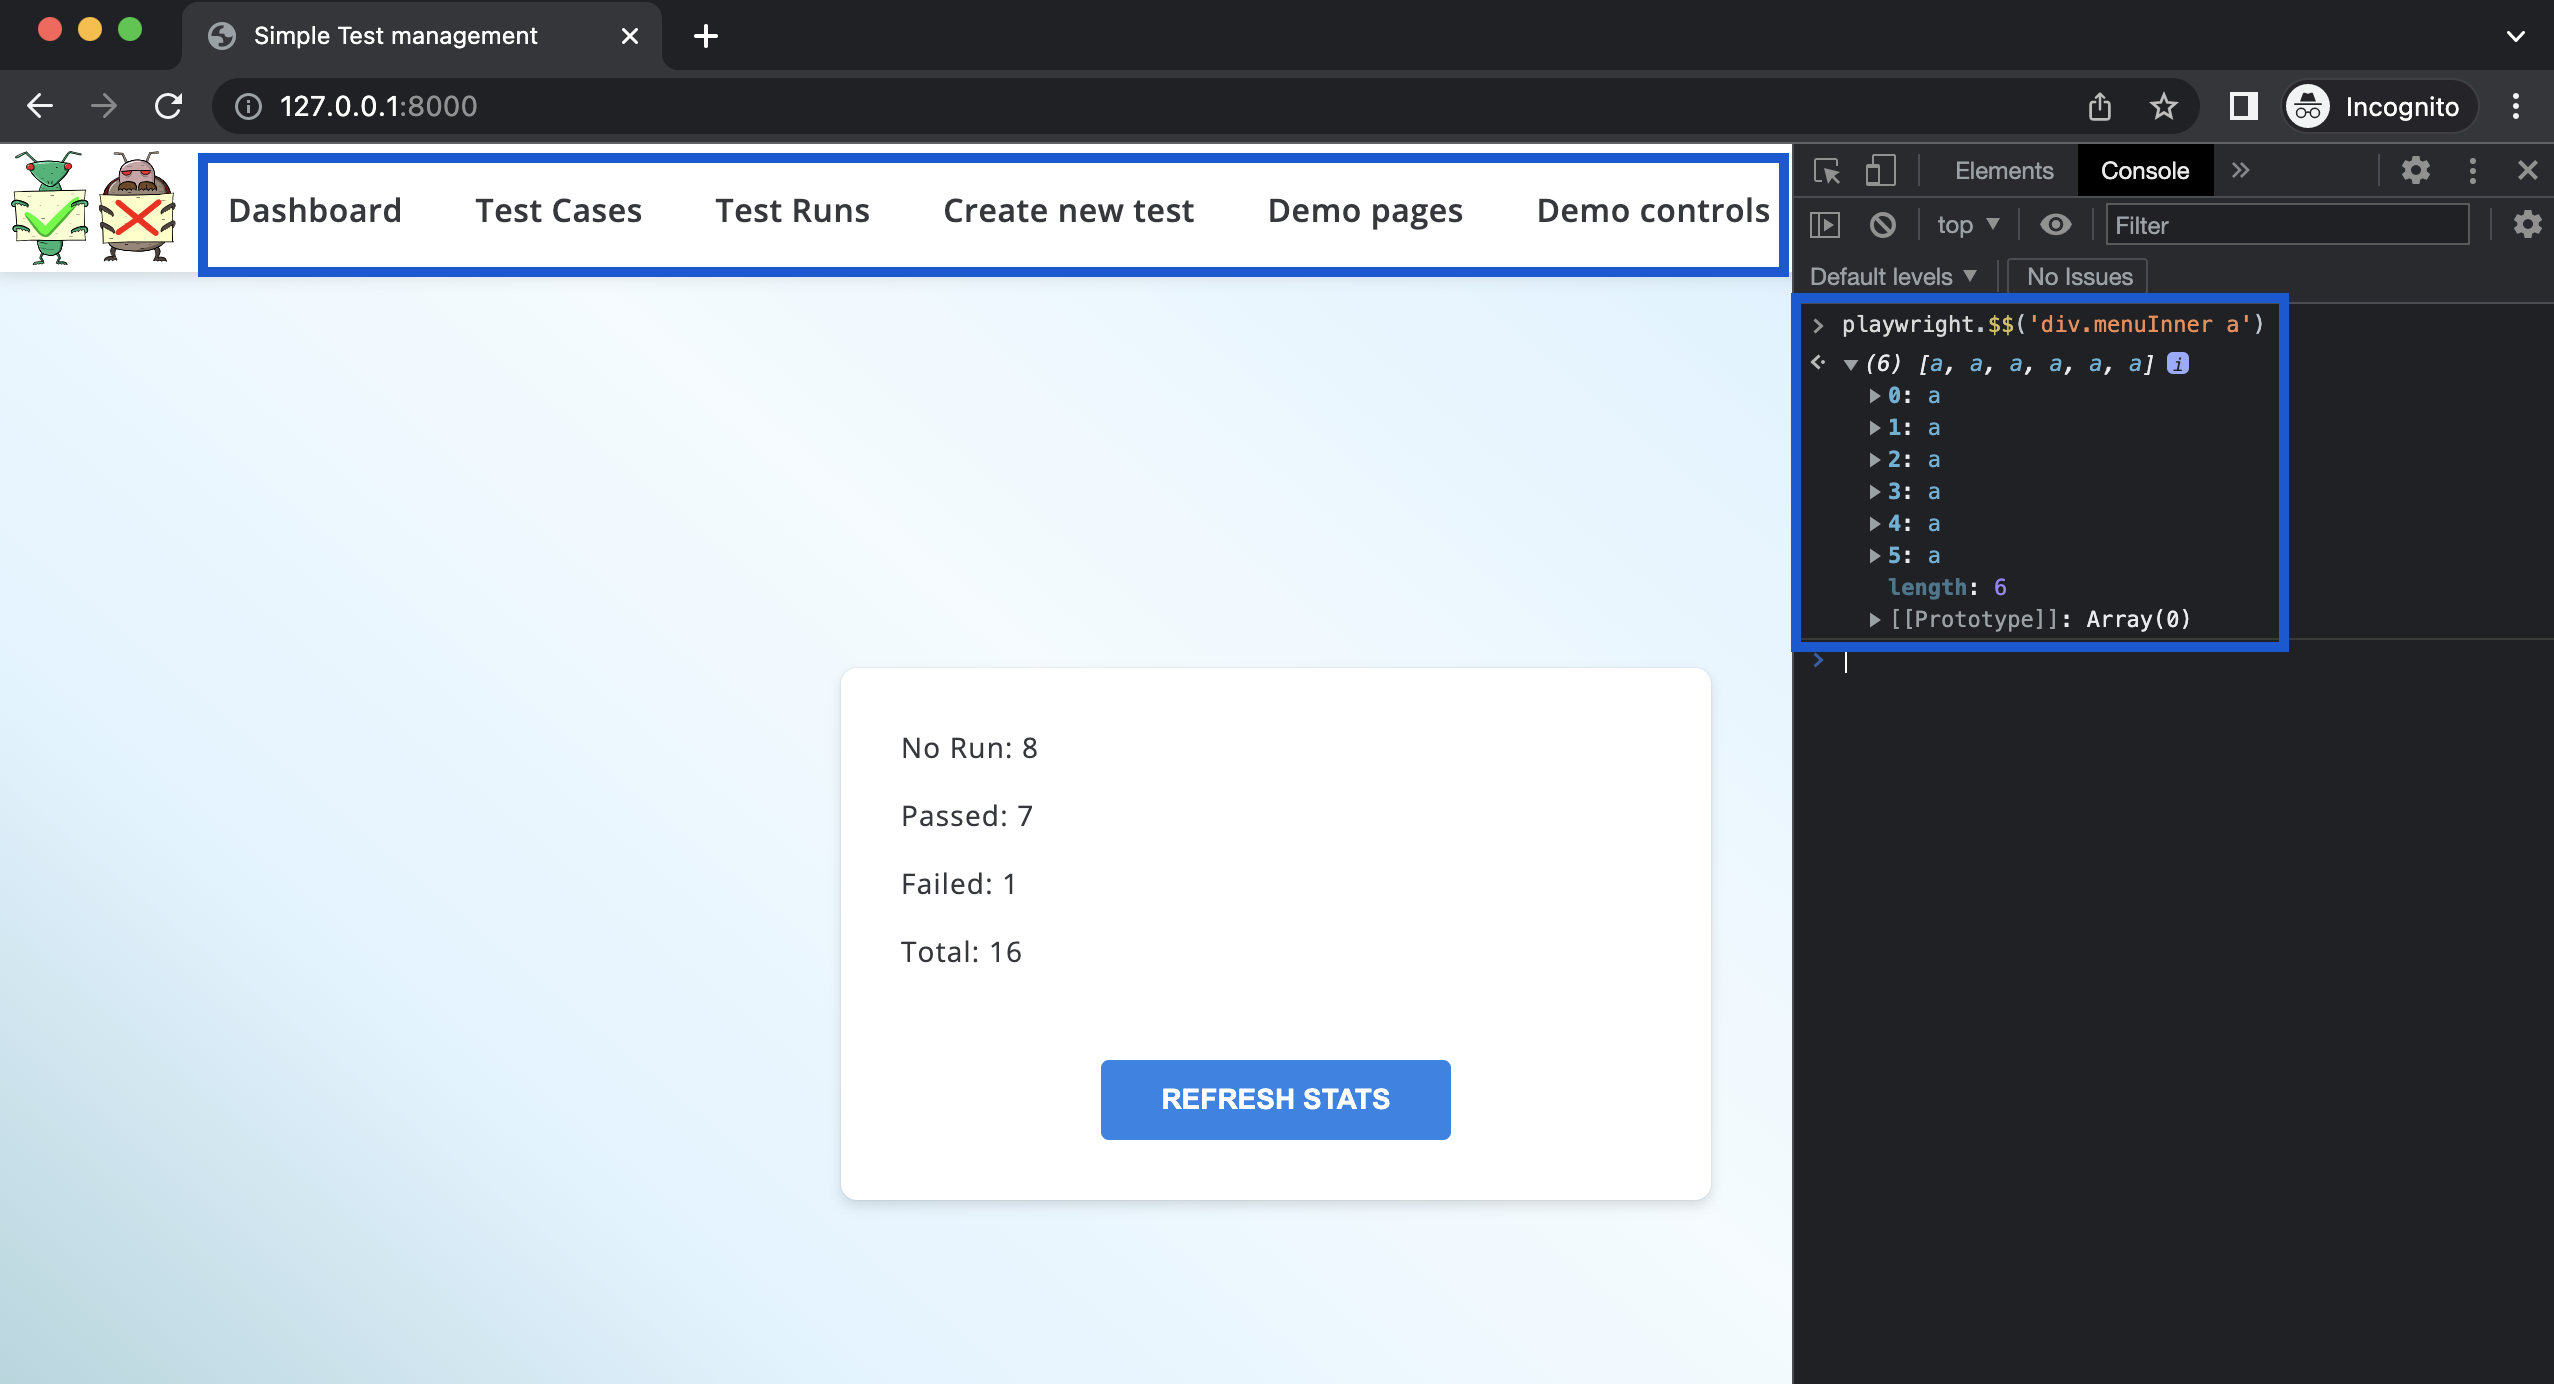 Simple Test management
127.0.0.1:8000
Incognito
Dashboard Test Cases Test Runs Create new test Demo pages Demo controls
Elements Console
top Filter
Default levels No Issues
playwright.$$('div.menuInner a')
(6) [a, a, a, a, a, a] i
0: a
1: a
2: a
3: a
4: a
5: a
length: 6
[[Prototype]]: Array(0)
No Run: 8
Passed: 7
Failed: 1
Total: 16
REFRESH STATS